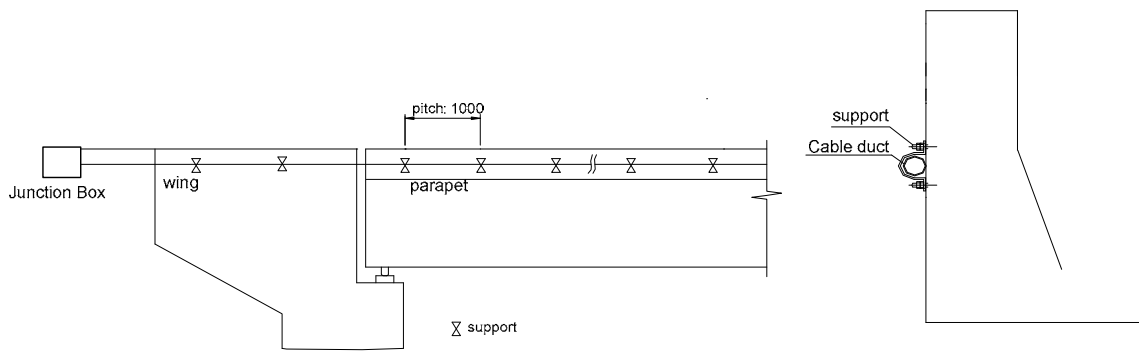 pitch: 1000
support
Cable duct
wing
parapet
Junction Box
support